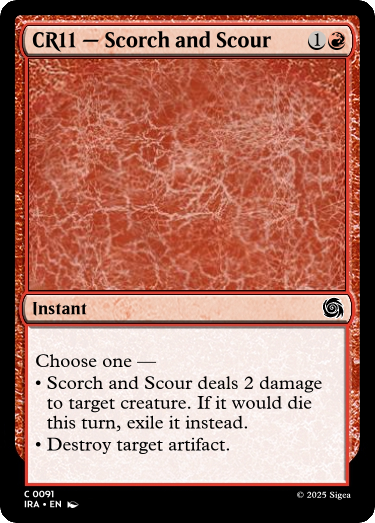 CR11 — Scorch and Scour 1
Instant
Choose one —
• Scorch and Scour deals 2 damage
to target creature. If it would die
this turn, exile it instead.
• Destroy target artifact.
C 0091
IRA • EN
© 2025 Sigea